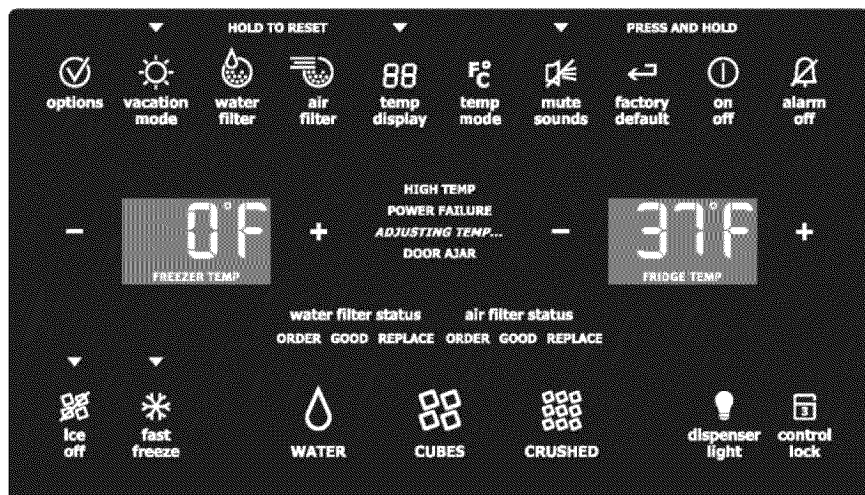 HOLD TO RESET PRESS AND HOLD
options vacation mode water filter air filter temp display temp mode mute sounds factory default on off alarm off
HIGH TEMP
POWER FAILURE
ADJUSTING TEMP...
DOOR AJAR
- 0°F + - 37°F +
FREEZER TEMP FRIDGE TEMP
water filter status air filter status
ORDER GOOD REPLACE ORDER GOOD REPLACE
ice off fast freeze WATER CUBES CRUSHED dispenser light control lock